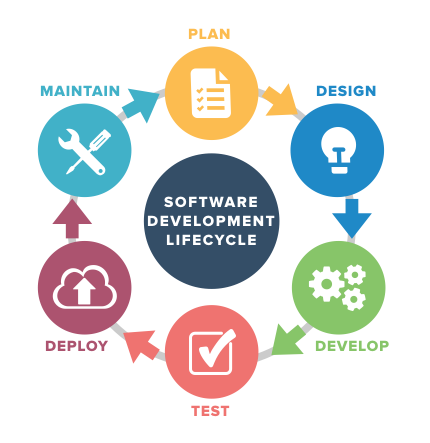 PLAN
MAINTAIN
DESIGN
SOFTWARE
DEVELOPMENT
LIFECYCLE
DEPLOY
DEVELOP
TEST